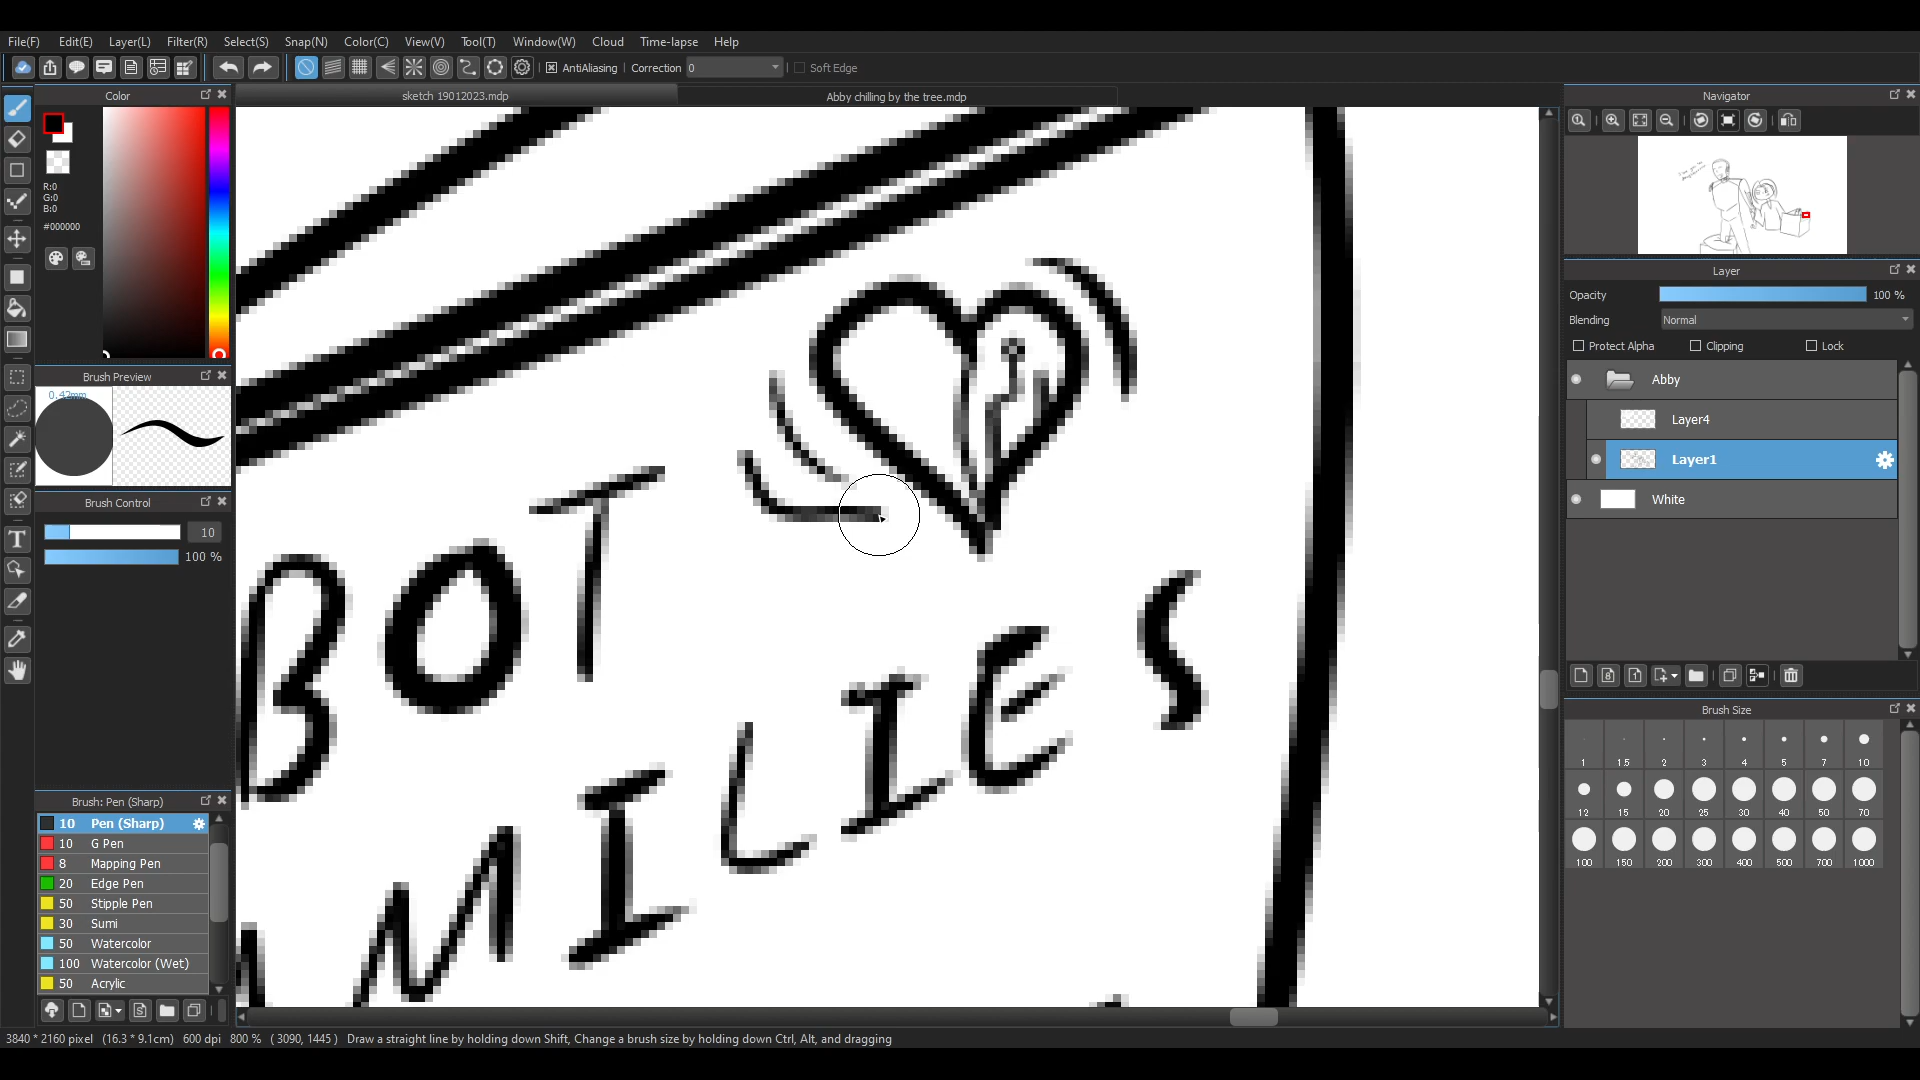 File(F) Edit(E) Layer(L) Filter(R) Select(S) Snap(N) Color(C) View(V) Tool(T) Window(W) Cloud Time-lapse Help
AntiAliasing Correction 0 Soft Edge
Color
sketch 19012023.mdp
Abby chilling by the tree.mdp
Navigator
R:0
G:0
B:0
#000000
Brush Preview
0.42mm
Brush Control
10
100 %
Brush: Pen (Sharp)
10 Pen (Sharp)
10 G Pen
8 Mapping Pen
20 Edge Pen
50 Stipple Pen
30 Sumi
50 Watercolor
100 Watercolor (Wet)
50 Acrylic
BOT
MILIES
Layer
Opacity 100 %
Blending Normal
Protect Alpha Clipping Lock
Abby
Layer4
Layer1
White
Brush Size
1 1.5 2 3 4 5 7 10
12 15 20 25 30 40 50 70
100 150 200 300 400 500 700 1000
3840 * 2160 pixel (16.3 * 9.1cm) 600 dpi 800 % ( 3090, 1445 ) Draw a straight line by holding down Shift, Change a brush size by holding down Ctrl, Alt, and dragging